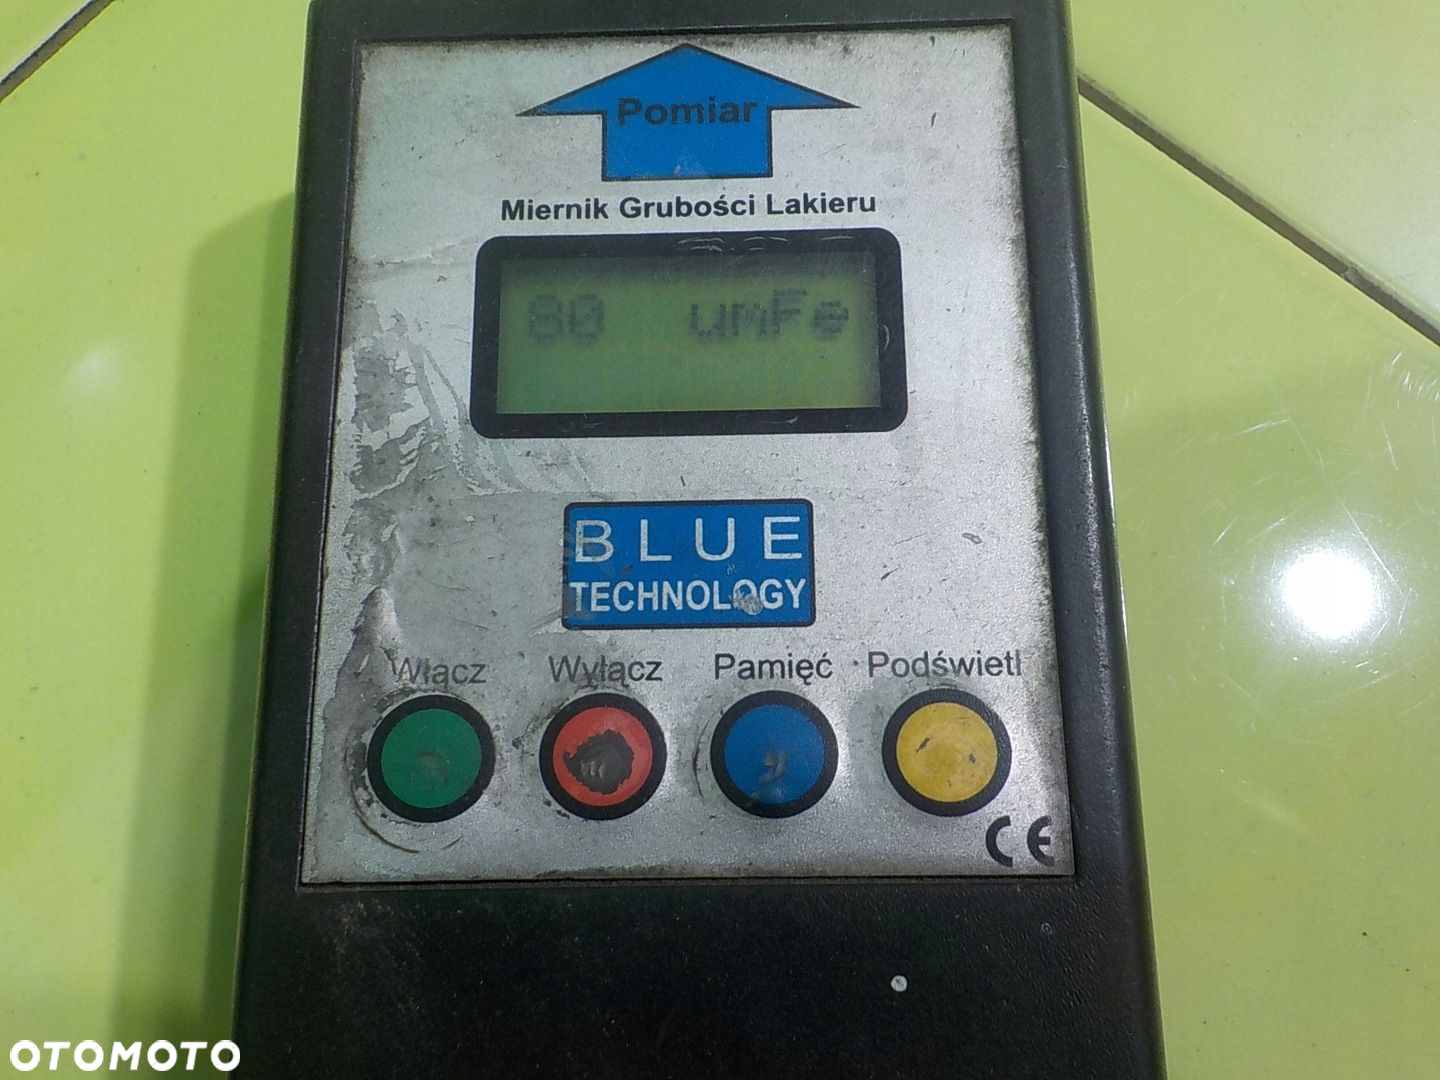 Pomiar
Miernik Grubości Lakieru
80 umFe
BLUE
TECHNOLOGY
Włącz Wyłącz Pamięć Podświetl
CE
OTOMOTO